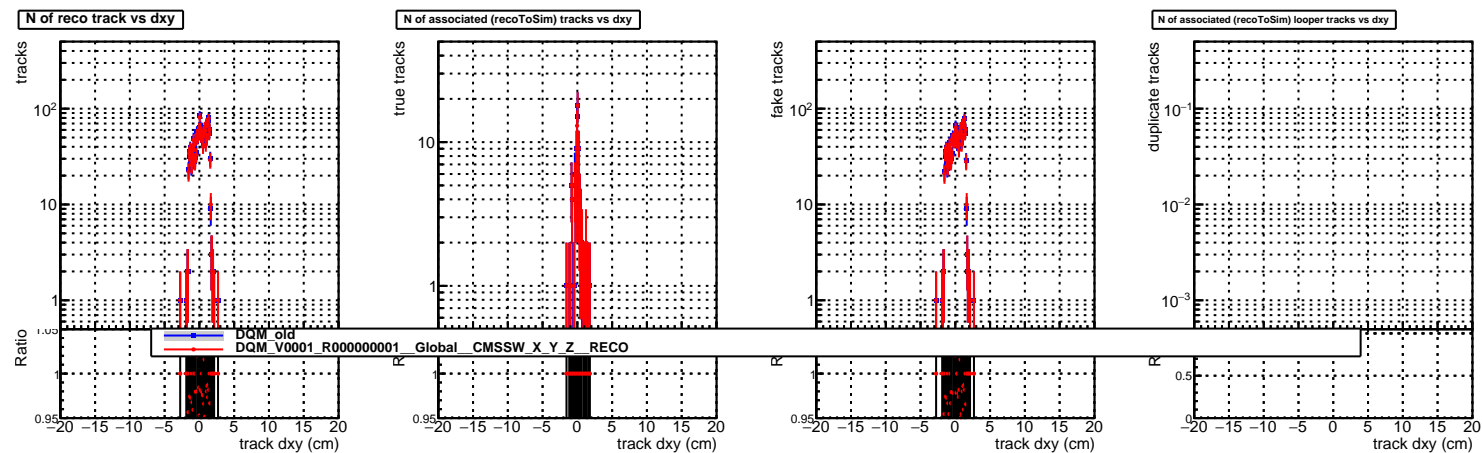 N of reco track vs dxy
tracks
10²
10
1
Ratio
1.05
1
0.95
−20 −15 −10 −5 0 5 10 15 20
track dxy (cm)
N of associated (recoToSim) tracks vs dxy
true tracks
10
1
R
1
0.95
−20 −15 −10 −5 0 5 10 15 20
track dxy (cm)
fake tracks
10²
10
1
R
1
0.95
−20 −15 −10 −5 0 5 10 15 20
track dxy (cm)
N of associated (recoToSim) looper tracks vs dxy
duplicate tracks
10⁻¹
10⁻²
10⁻³
R
0.5
0
−20 −15 −10 −5 0 5 10 15 20
track dxy (cm)
DQM_old
DQM_V0001_R000000001__Global__CMSSW_X_Y_Z__RECO